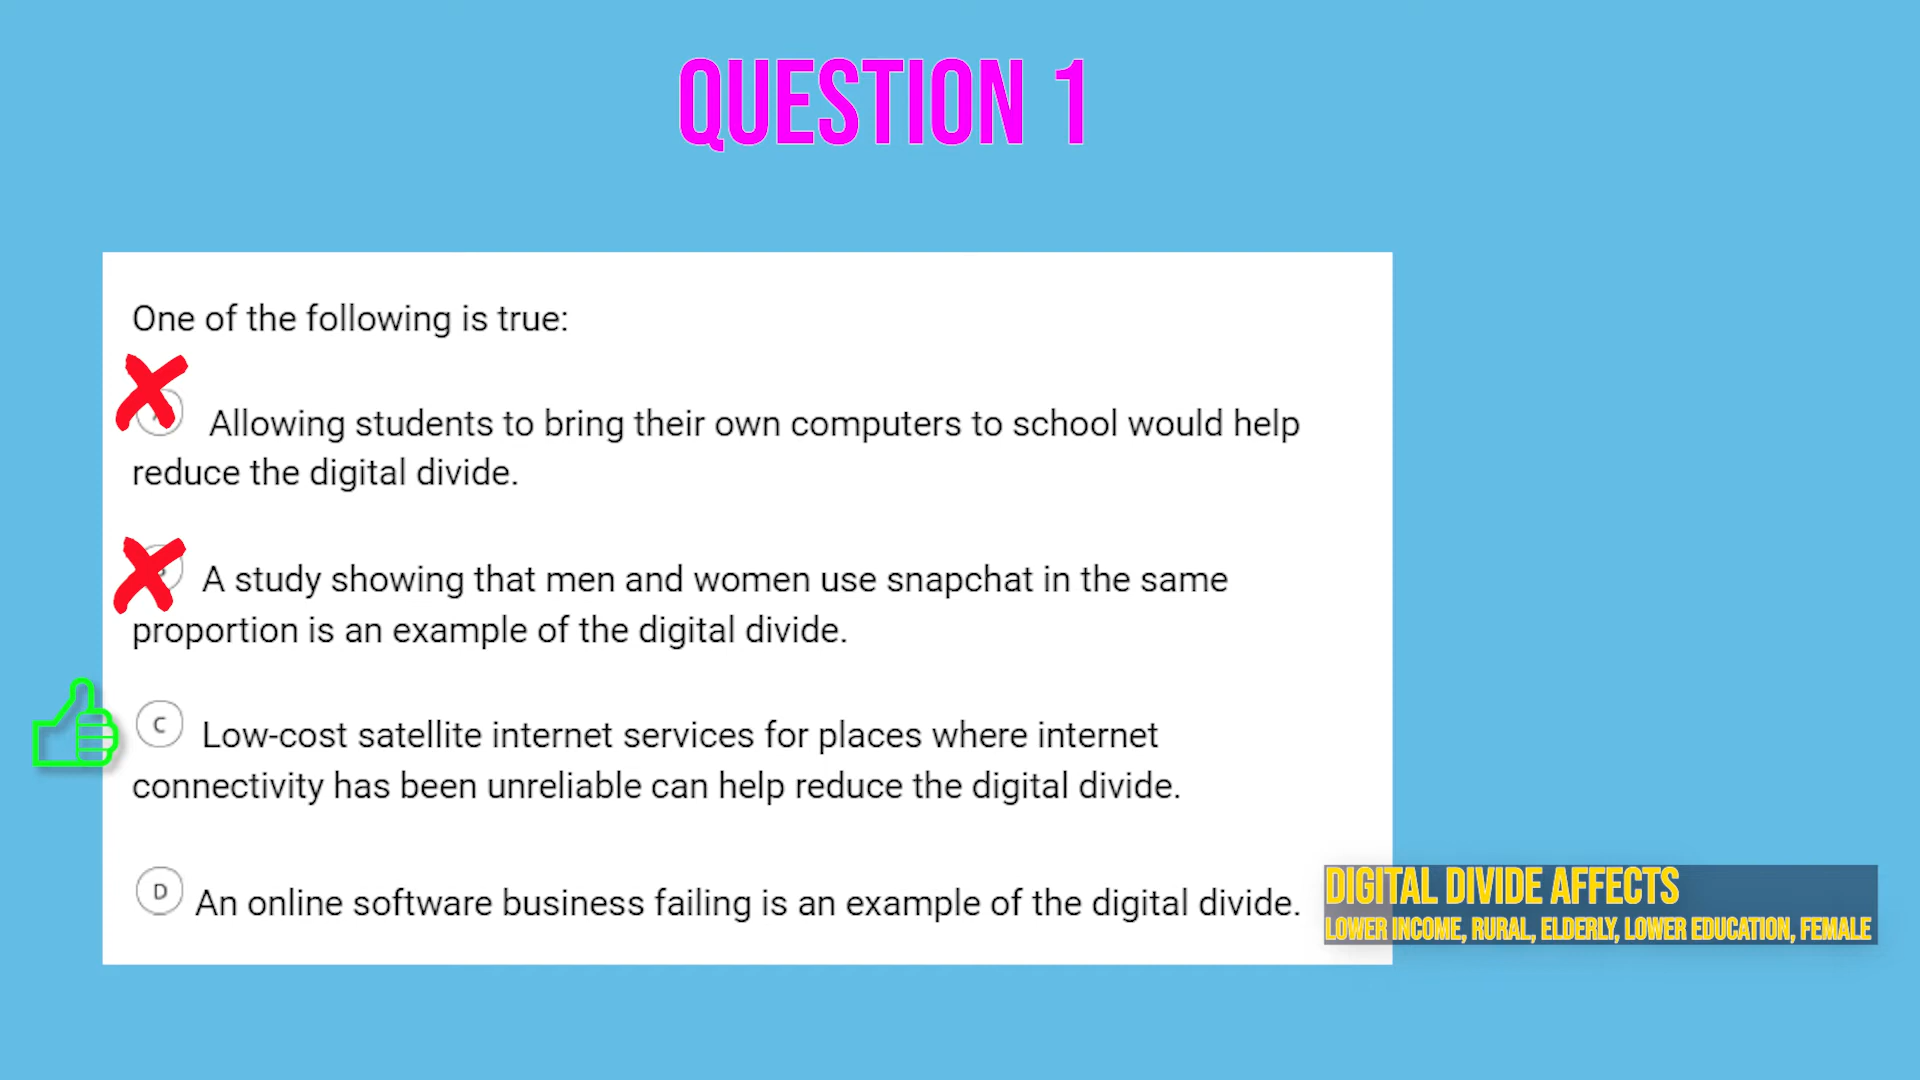 QUESTION 1
One of the following is true:
Allowing students to bring their own computers to school would help
reduce the digital divide.
A study showing that men and women use snapchat in the same
proportion is an example of the digital divide.
C Low-cost satellite internet services for places where internet
connectivity has been unreliable can help reduce the digital divide.
D An online software business failing is an example of the digital divide.
DIGITAL DIVIDE AFFECTS
LOWER INCOME, RURAL, ELDERLY, LOWER EDUCATION, FEMALE